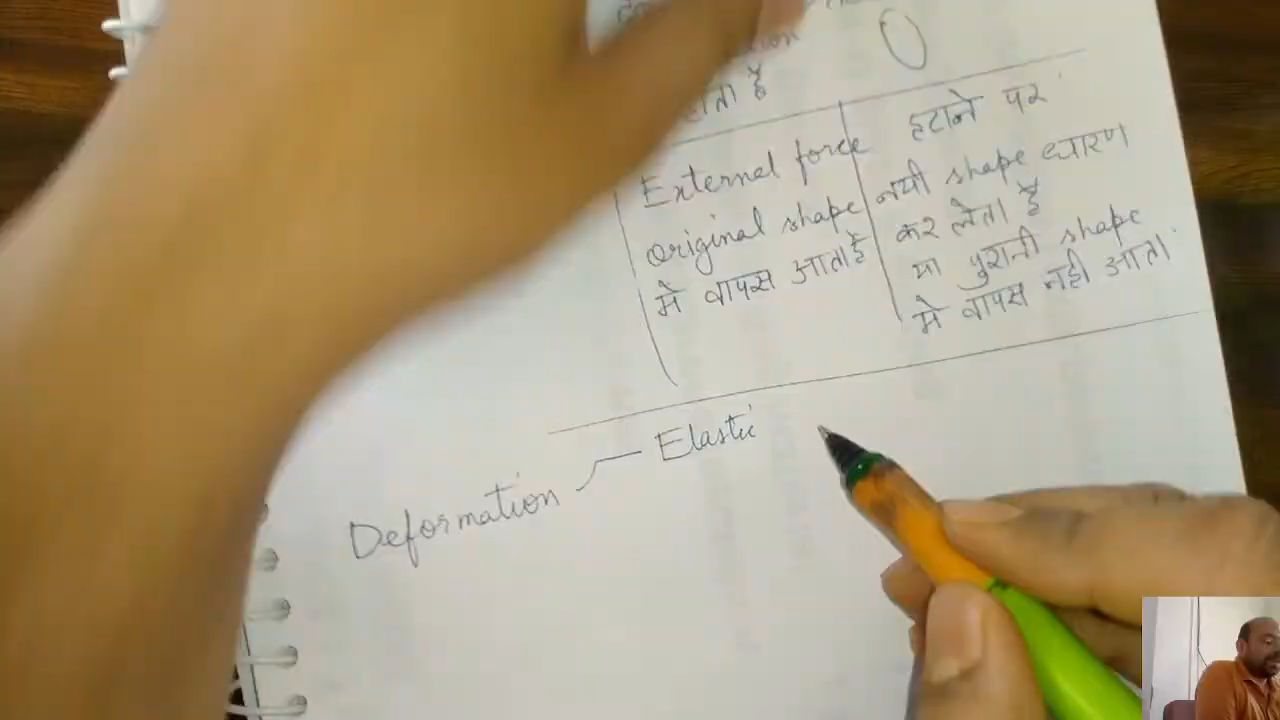 होता है
External force हटाने पर
original shape नयी shape धारण
मे वापस आता है कर लेता है
या पुरानी shape
मे वापस नही आता।
Elastic
Deformation